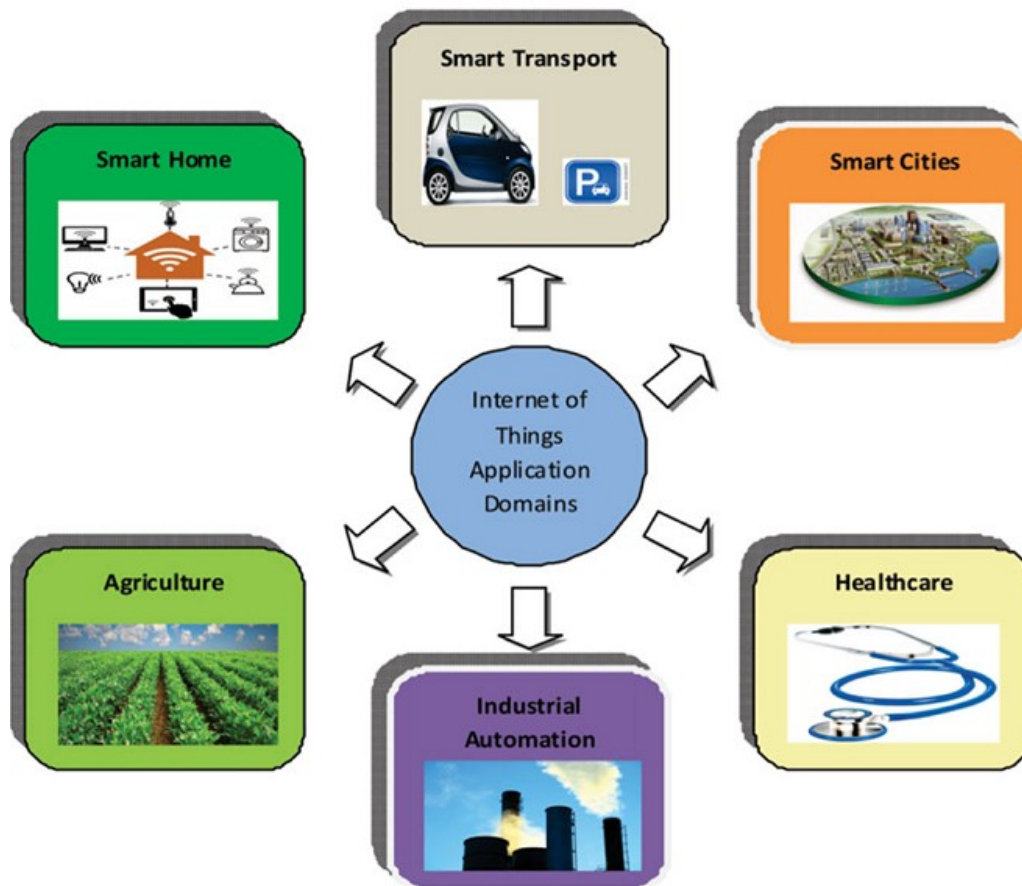 Smart Transport
P
Smart Home
Smart Cities
Internet of
Things
Application
Domains
Agriculture
Healthcare
Industrial
Automation